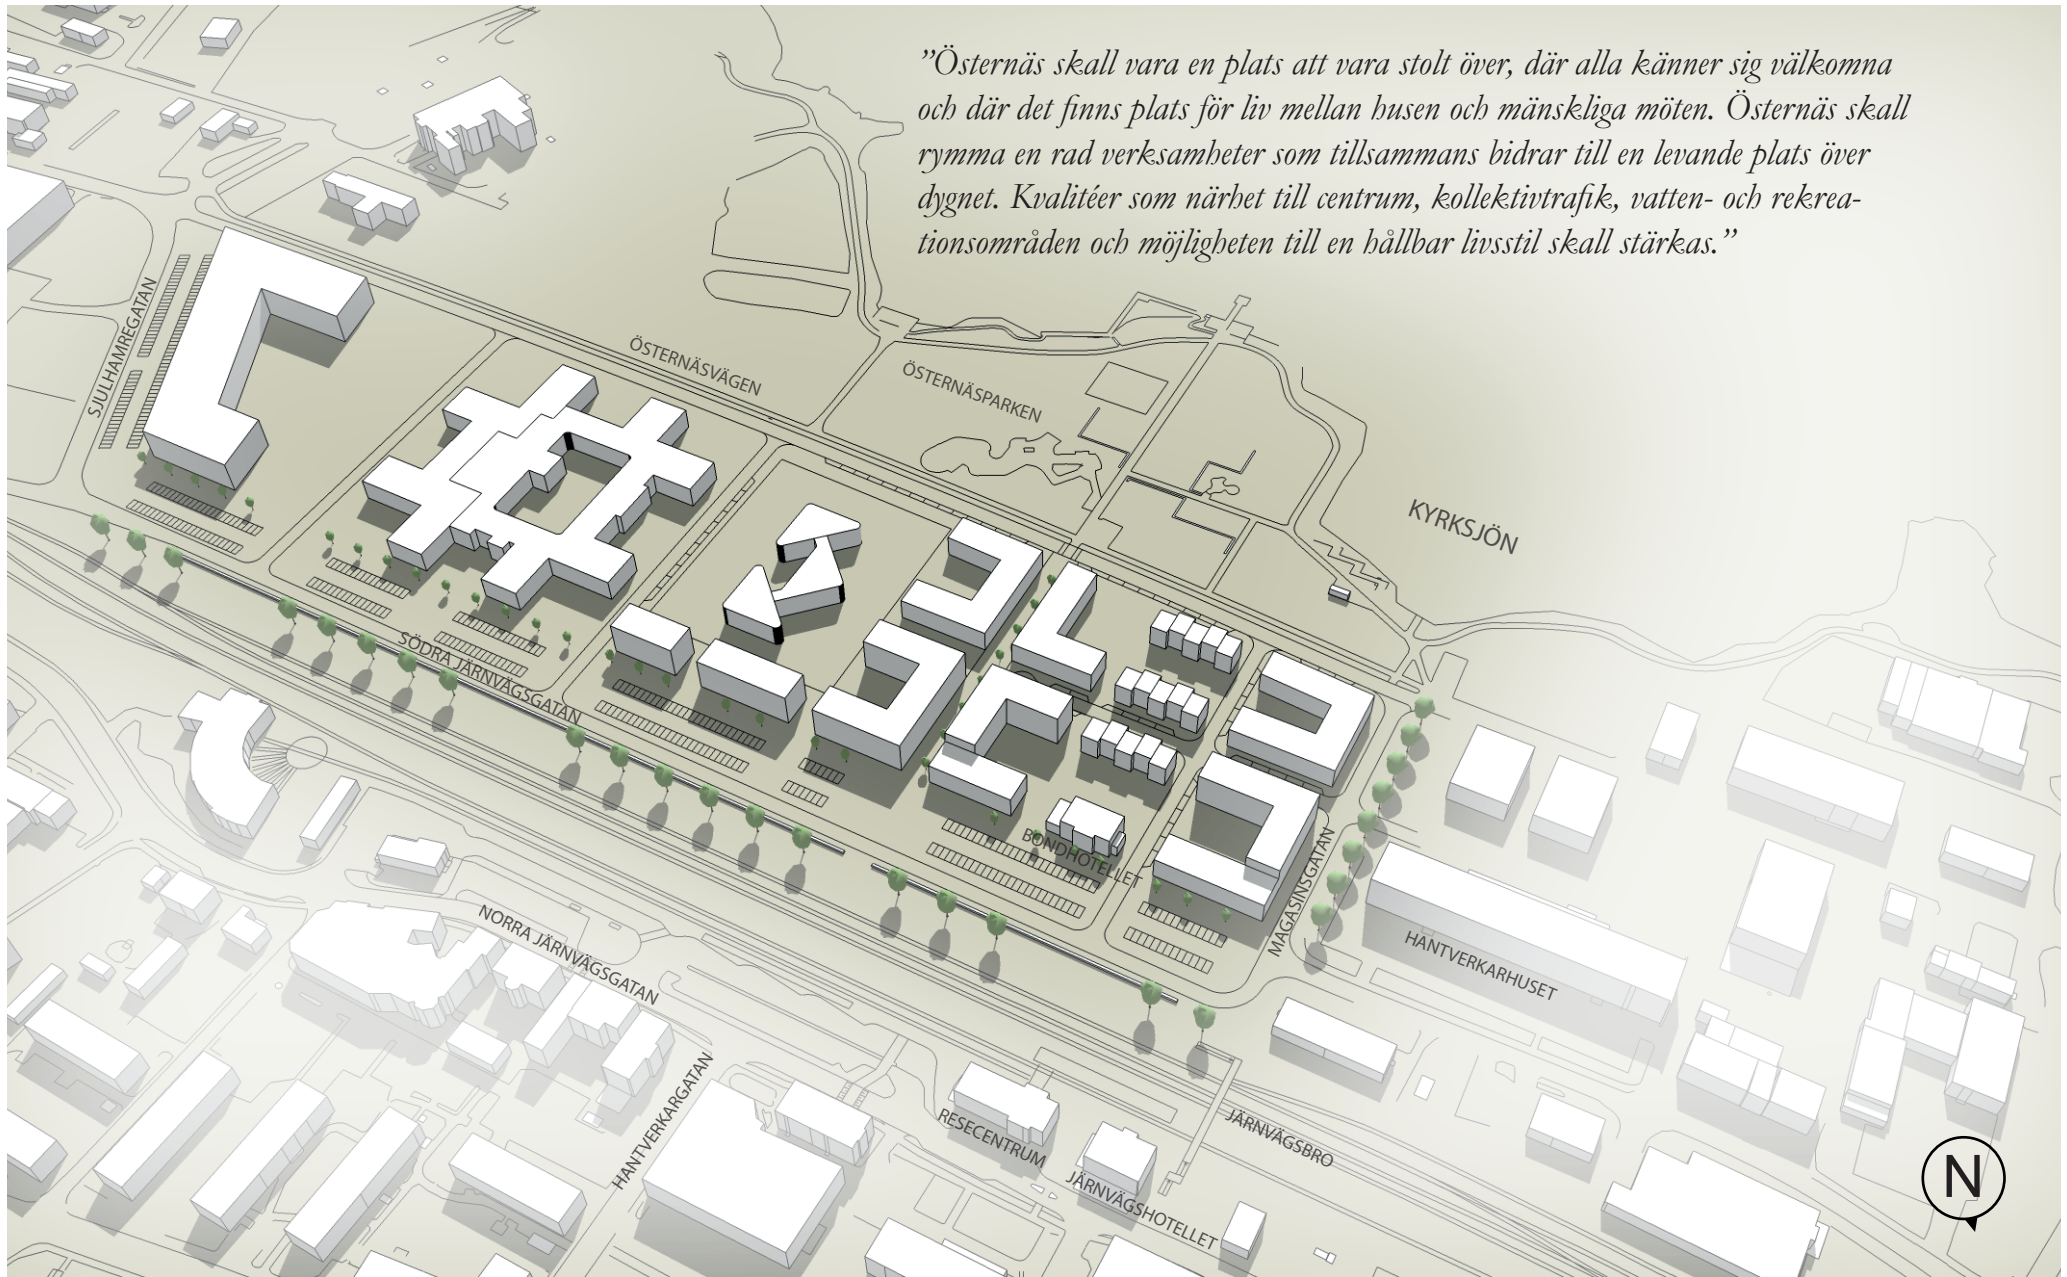 ”Östernäs skall vara en plats att vara stolt över, där alla känner sig välkomna
och där det finns plats för liv mellan husen och mänskliga möten. Östernäs skall
rymma en rad verksamheter som tillsammans bidrar till en levande plats över
dygnet. Kvalitéer som närhet till centrum, kollektivtrafik, vatten- och rekrea-
tionsområden och möjligheten till en hållbar livsstil skall stärkas.”
SJULHAMREGATAN
ÖSTERNÄSVÄGEN
ÖSTERNÄSPARKEN
KYRKSJÖN
SÖDRA JÄRNVÄGSGATAN
BONDHOTELLET
MAGASINSGATAN
HANTVERKARHUSET
NORRA JÄRNVÄGSGATAN
HANTVERKARGATAN
RESECENTRUM
JÄRNVÄGSBRO
JÄRNVÄGSHOTELLET
N